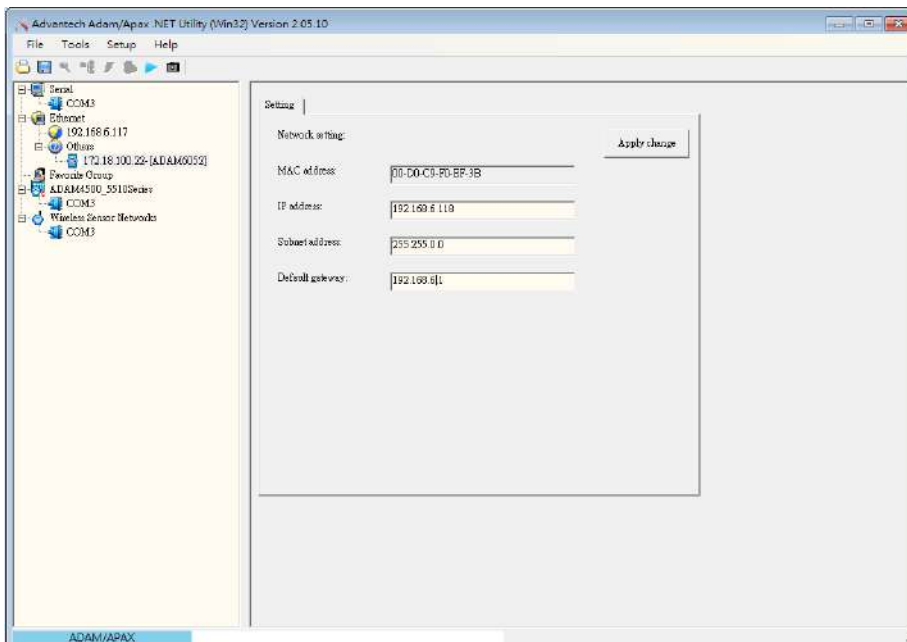 Advantech Adam/Apax .NET Utility (Win32) Version 2.05.10
File Tools Setup Help
Serial
COM3
Ethernet
192.168.6.117
Others
172.18.100.22-[ADAM6052]
Favorite Group
ADAM4500_5510Series
COM3
Wireless Sensor Networks
COM3
Setting
Network setting:
Apply change
MAC address:
00-D0-C9-F0-BF-3B
IP address:
192.168.6.118
Subnet address:
255.255.0.0
Default gateway:
192.168.6.1
ADAM/APAX